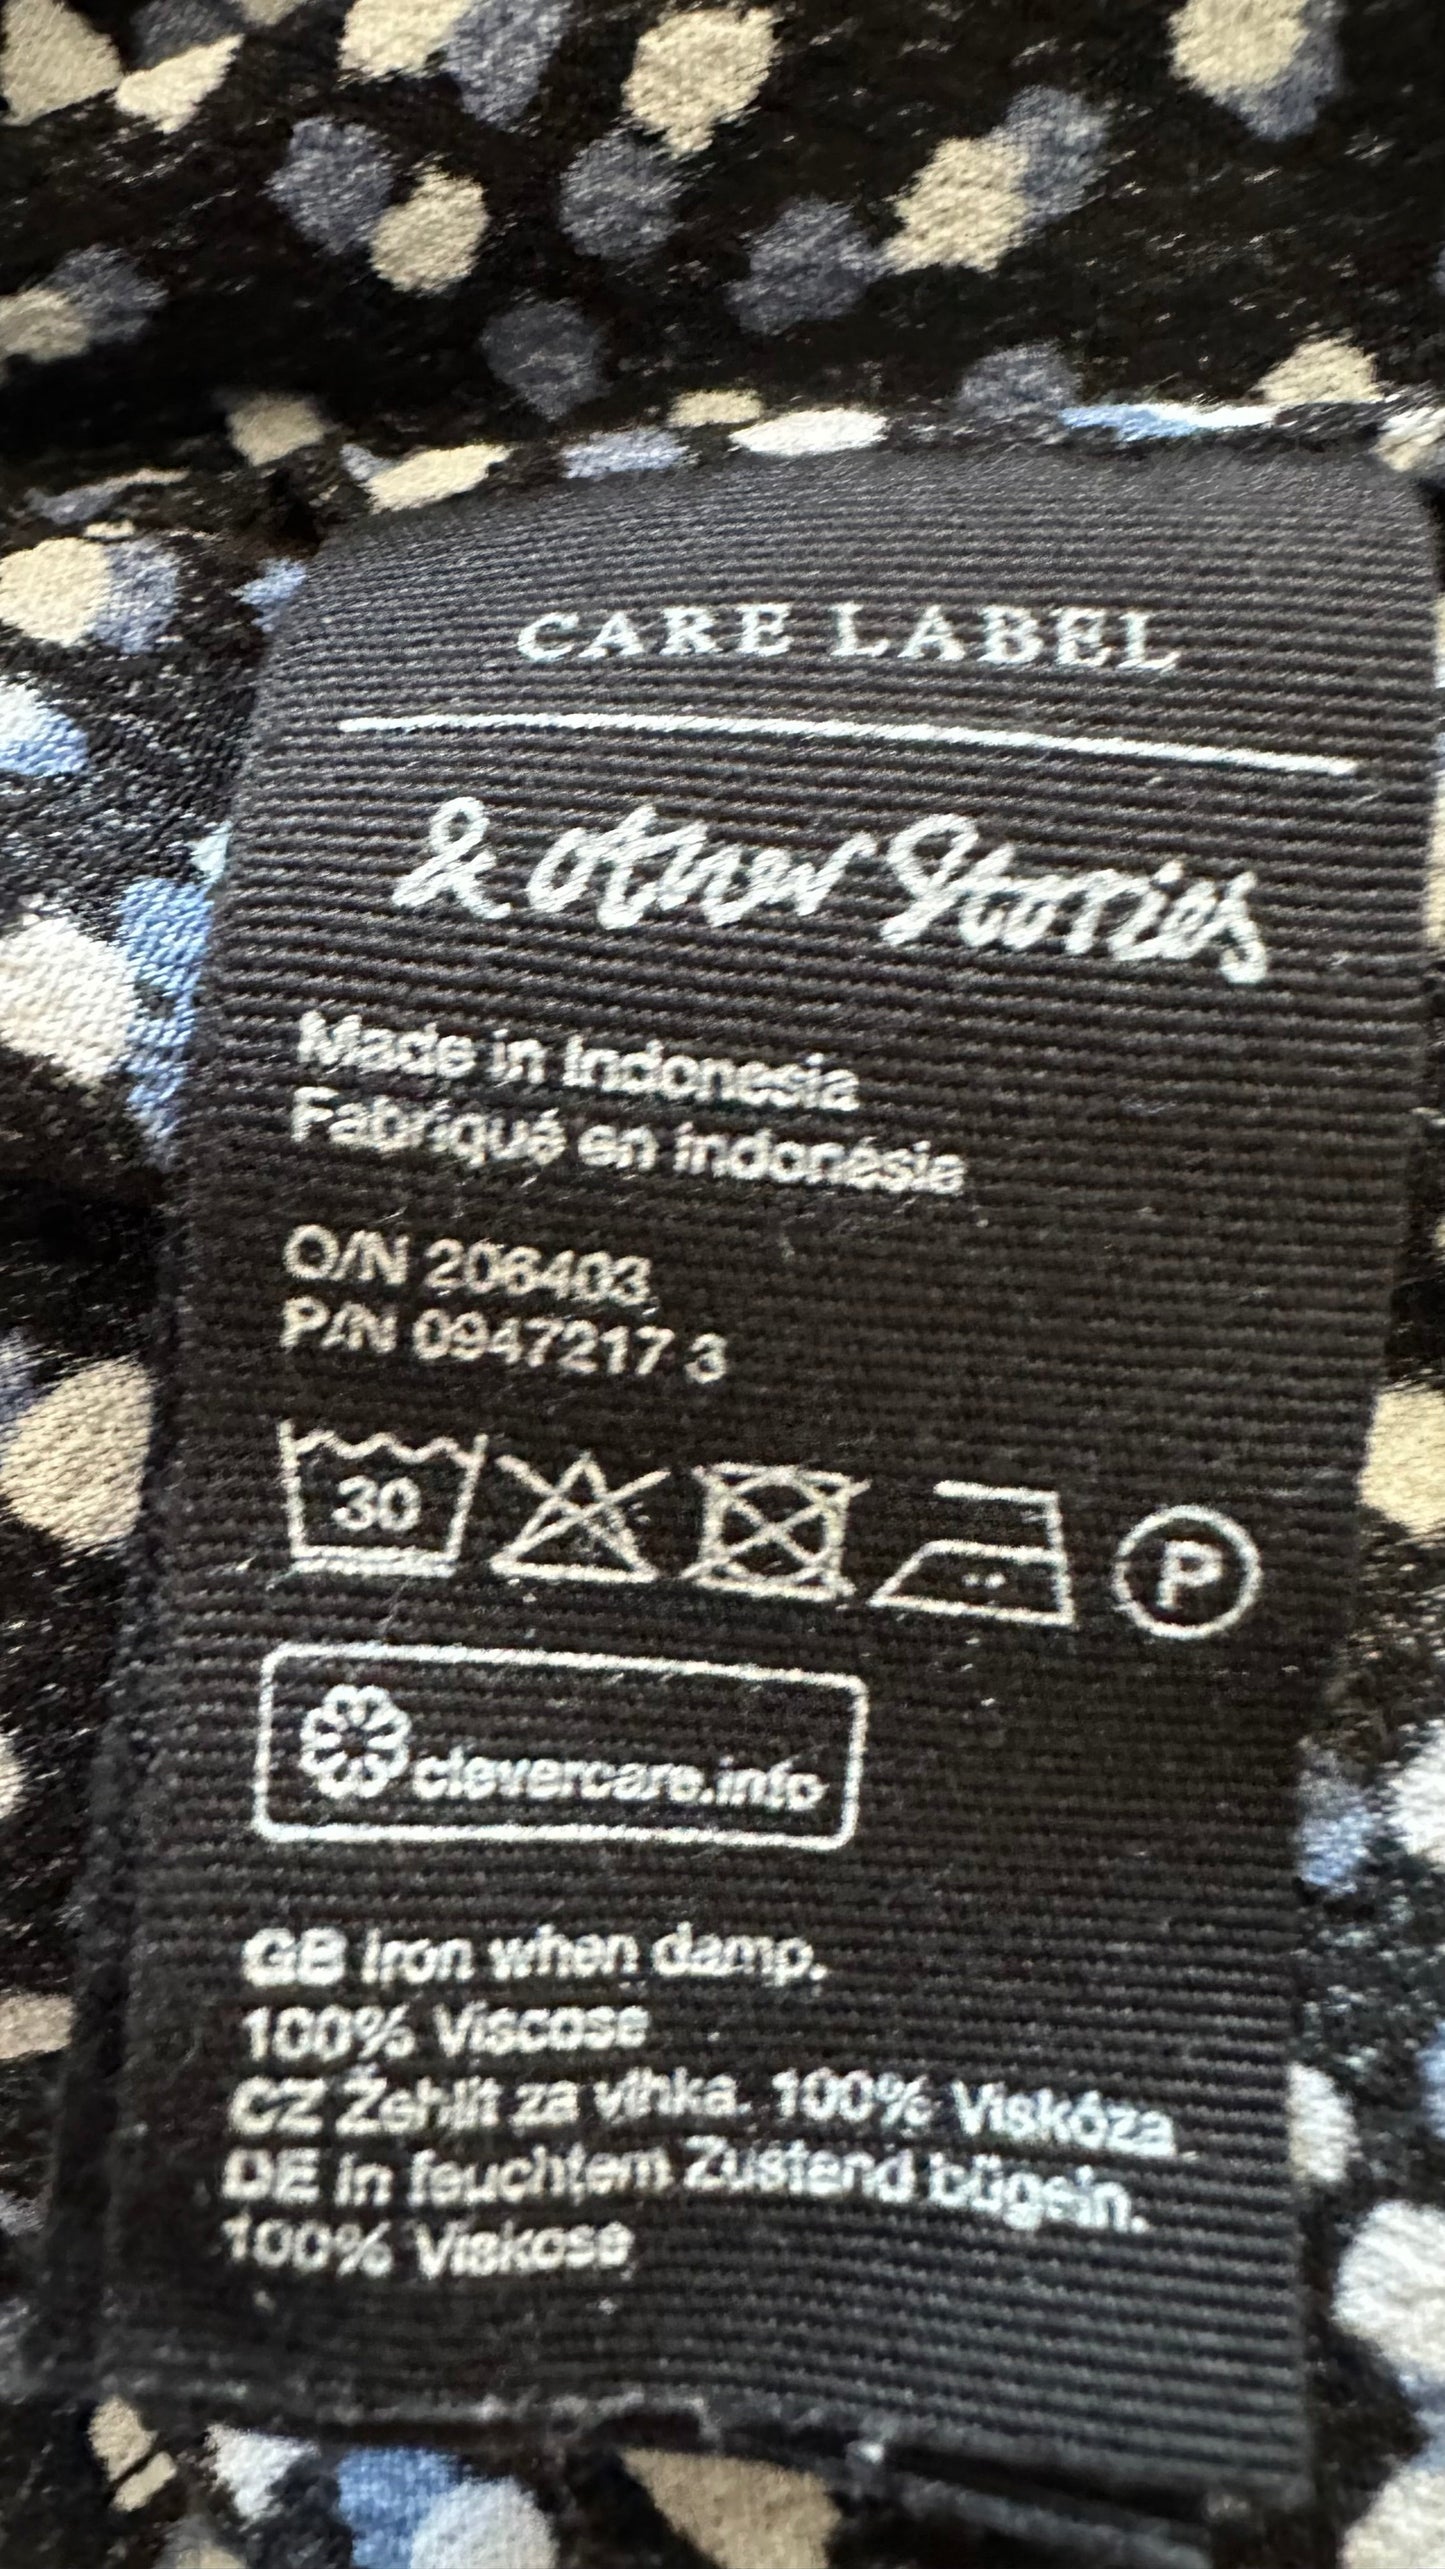 CARE LABEL
& other Stories
Made in Indonesia
Fabriqué en indonésie
O/N 206403
P/N 0947217 3
30
P
clevercare.info
GB Iron when damp.
100% Viscose
CZ Žehlit za vlhka. 100% Viskóza
DE in feuchtem Zustand bügeln.
100% Viskose